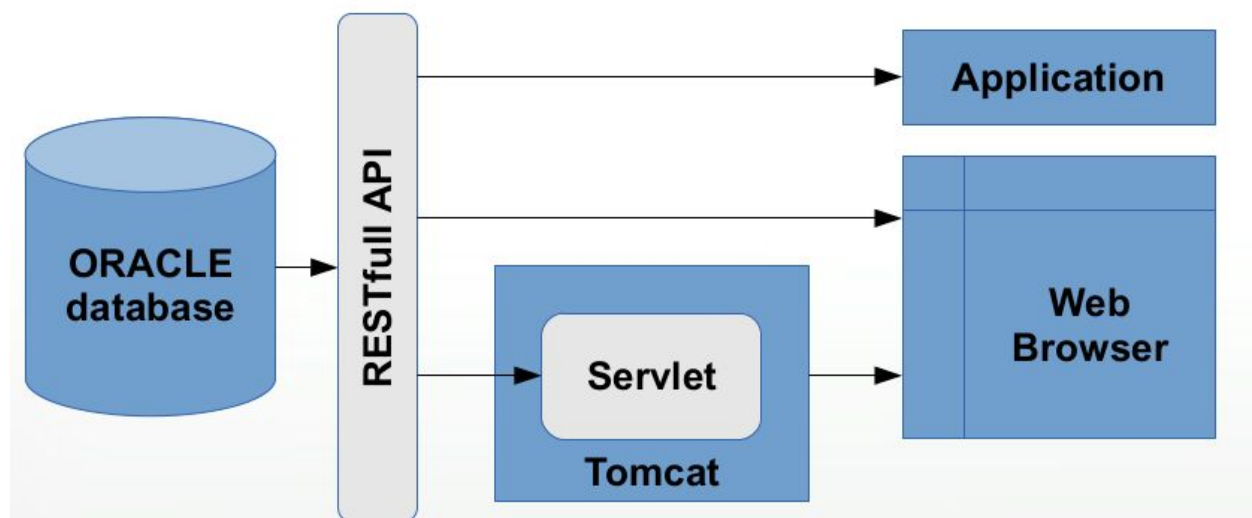 ORACLE
database
RESTfull API
Application
Web
Browser
Servlet
Tomcat